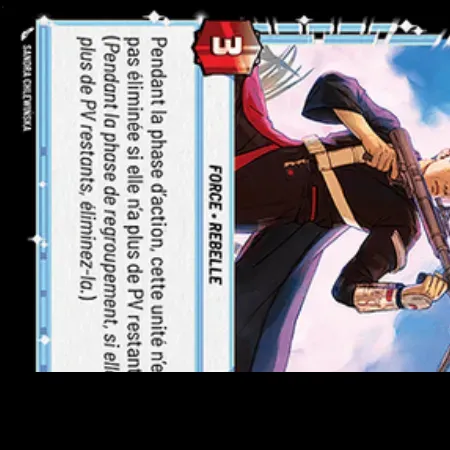 3
FORCE • REBELLE
Pendant la phase d'action, cette unité n'e
pas éliminée si elle n'a plus de PV restant
(Pendant la phase de regroupement, si elle
plus de PV restants, éliminez-la.)
SANDRA CHLEWIŃSKA